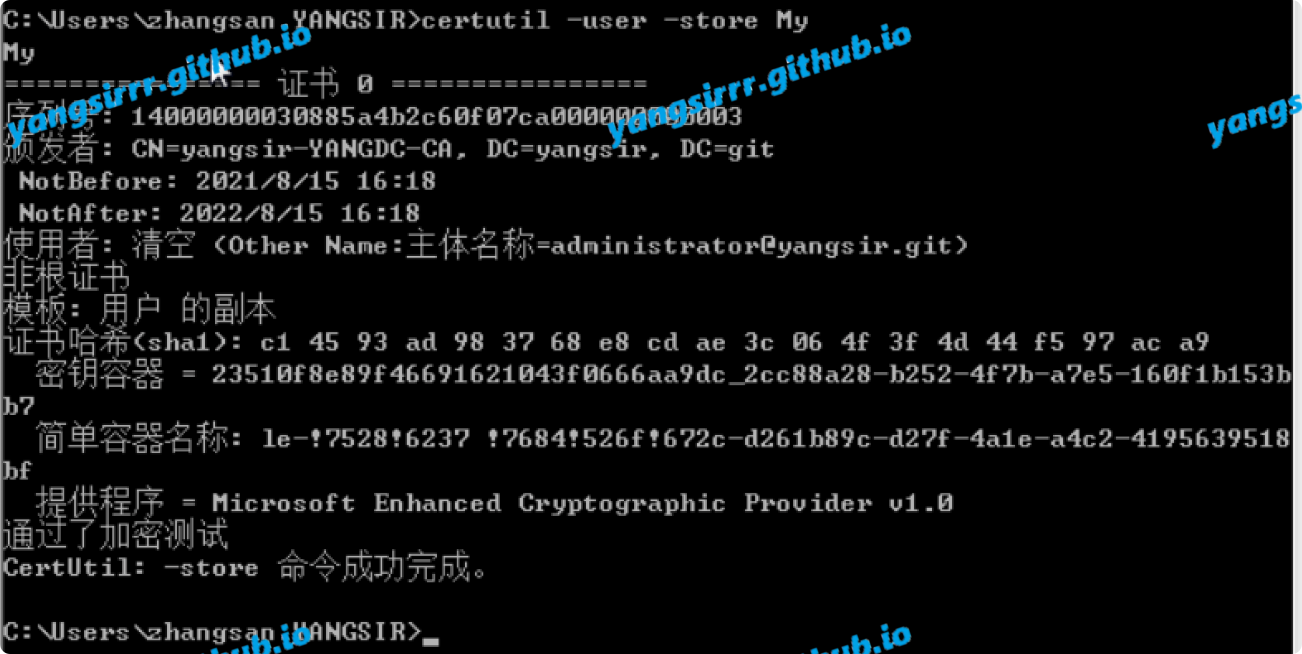 C:\Users\zhangsan.YANGSIR>certutil -user -store My
My
================ 证书 0 ================
序列号: 14000000030885a4b2c60f07ca000000000003
颁发者: CN=yangsir-YANGDC-CA, DC=yangsir, DC=git
NotBefore: 2021/8/15 16:18
NotAfter: 2022/8/15 16:18
使用者: 清空 (Other Name:主体名称=administrator@yangsir.git)
非根证书
模板: 用户 的副本
证书哈希(sha1): c1 45 93 ad 98 37 68 e8 cd ae 3c 06 4f 3f 4d 44 f5 97 ac a9
密钥容器 = 23510f8e89f46691621043f0666aa9dc_2cc88a28-b252-4f7b-a7e5-160f1b153b
b7
简单容器名称: le-!7528!6237 !7684!526f!672c-d261b89c-d27f-4a1e-a4c2-4195639518
bf
提供程序 = Microsoft Enhanced Cryptographic Provider v1.0
通过了加密测试
CertUtil: -store 命令成功完成。
C:\Users\zhangsan.YANGSIR>_
yangsirrr.github.io
yangsirrr.github.io
yangs
ub.io
ub.io